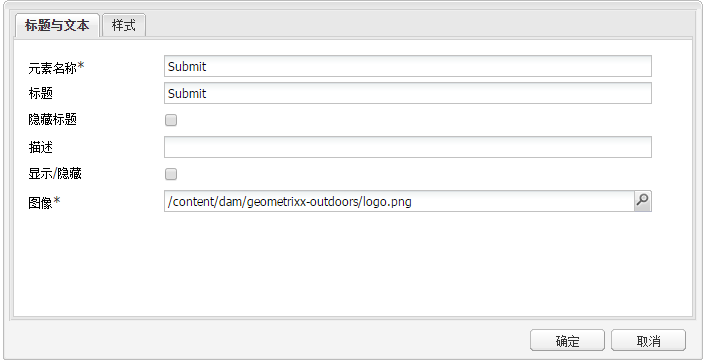 标题与文本 样式
元素名称* Submit
标题 Submit
隐藏标题
描述
显示/隐藏
图像* /content/dam/geometrixx-outdoors/logo.png
确定 取消